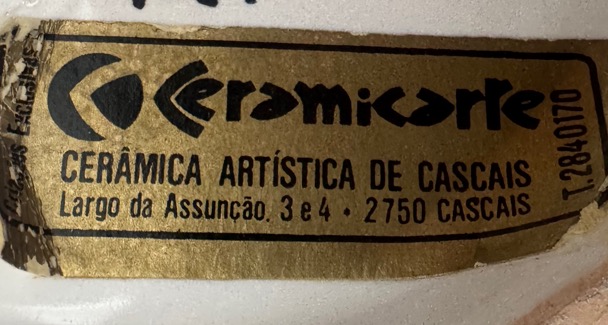 Ceramicarte
CERÂMICA ARTÍSTICA DE CASCAIS
Largo da Assunção. 3 e 4 • 2750 CASCAIS
T.2840170